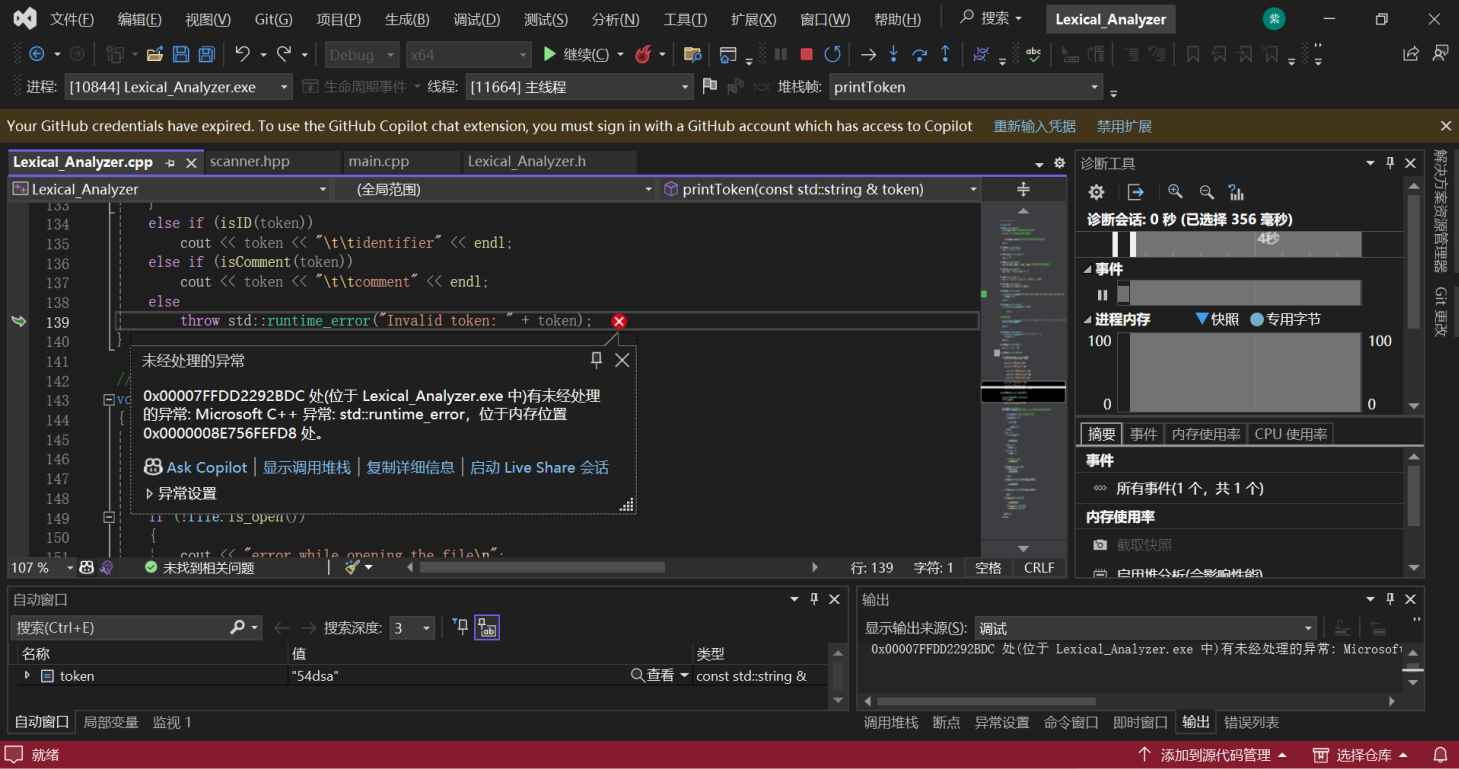 文件(F) 编辑(E) 视图(V) Git(G) 项目(P) 生成(B) 调试(D) 测试(S) 分析(N) 工具(T) 扩展(X) 窗口(W) 帮助(H) 搜索 Lexical_Analyzer 紫
Debug x64 继续(C)
进程: [10844] Lexical_Analyzer.exe 生命周期事件 线程: [11664] 主线程 堆栈帧: printToken
Your GitHub credentials have expired. To use the GitHub Copilot chat extension, you must sign in with a GitHub account which has access to Copilot 重新输入凭据 禁用扩展
Lexical_Analyzer.cpp scanner.hpp main.cpp Lexical_Analyzer.h
Lexical_Analyzer (全局范围) printToken(const std::string & token)
133 }
134 else if (isID(token))
135 cout << token << "\t\tidentifier" << endl;
136 else if (isComment(token))
137 cout << token << "\t\tcomment" << endl;
138 else
139 throw std::runtime_error("Invalid token: " + token);
140 }
141
142 //
143 vo
144 {
145
146
147
148
149 if (!file.is_open())
150 {
151 cout << "error while opening the file\n";
未经处理的异常
0x00007FFDD2292BDC 处(位于 Lexical_Analyzer.exe 中)有未经处理
的异常: Microsoft C++ 异常: std::runtime_error，位于内存位置
0x0000008E756FEFD8 处。
Ask Copilot 显示调用堆栈 复制详细信息 启动 Live Share 会话
异常设置
107 % 未找到相关问题 行: 139 字符: 1 空格 CRLF
诊断工具
诊断会话: 0 秒 (已选择 356 毫秒)
4秒
事件
进程内存 快照 专用字节
100 100
0 0
摘要 事件 内存使用率 CPU 使用率
事件
所有事件(1 个，共 1 个)
内存使用率
截取快照
启用堆分析(会影响性能)
解决方案资源管理器
Git 更改
自动窗口
搜索(Ctrl+E) 搜索深度: 3
名称 值 类型
token "54dsa" 查看 const std::string &
自动窗口 局部变量 监视 1
输出
显示输出来源(S): 调试
0x00007FFDD2292BDC 处(位于 Lexical_Analyzer.exe 中)有未经处理的异常: Microsoft
调用堆栈 断点 异常设置 命令窗口 即时窗口 输出 错误列表
就绪 添加到源代码管理 选择仓库